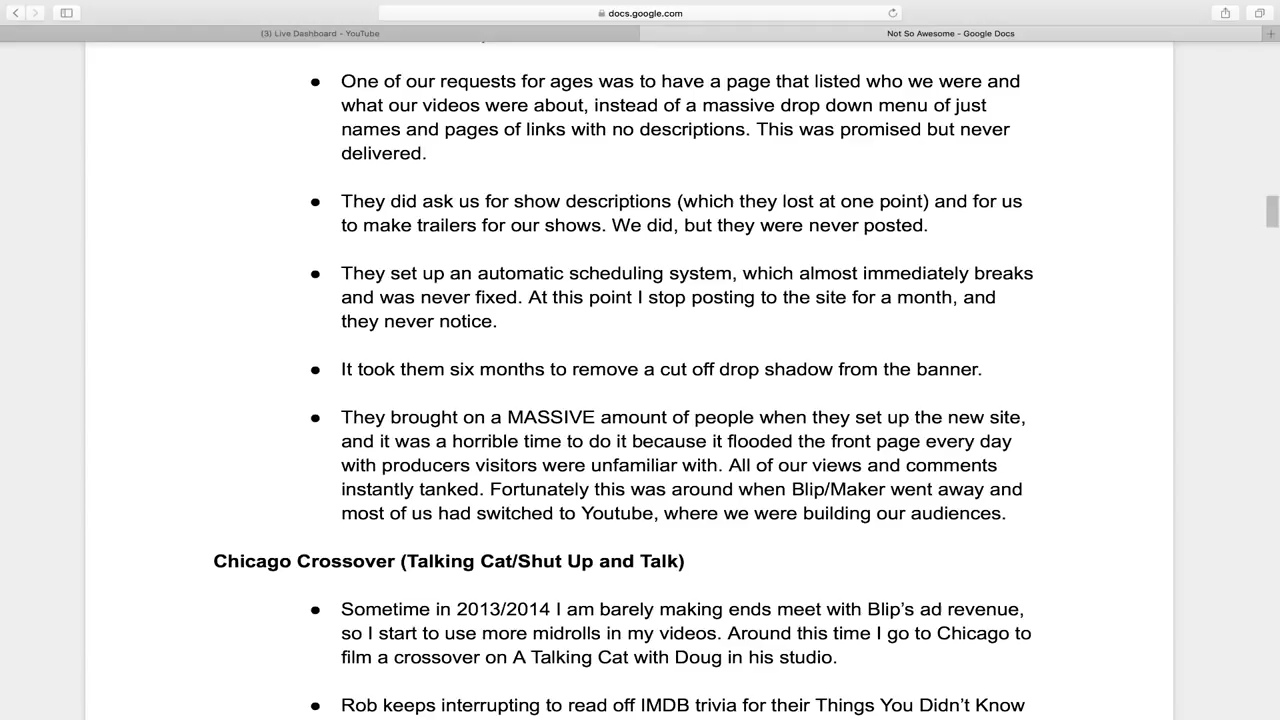 docs.google.com
(3) Live Dashboard - YouTube
Not So Awesome - Google Docs
● One of our requests for ages was to have a page that listed who we were and
what our videos were about, instead of a massive drop down menu of just
names and pages of links with no descriptions. This was promised but never
delivered.
● They did ask us for show descriptions (which they lost at one point) and for us
to make trailers for our shows. We did, but they were never posted.
● They set up an automatic scheduling system, which almost immediately breaks
and was never fixed. At this point I stop posting to the site for a month, and
they never notice.
● It took them six months to remove a cut off drop shadow from the banner.
● They brought on a MASSIVE amount of people when they set up the new site,
and it was a horrible time to do it because it flooded the front page every day
with producers visitors were unfamiliar with. All of our views and comments
instantly tanked. Fortunately this was around when Blip/Maker went away and
most of us had switched to Youtube, where we were building our audiences.
Chicago Crossover (Talking Cat/Shut Up and Talk)
● Sometime in 2013/2014 I am barely making ends meet with Blip's ad revenue,
so I start to use more midrolls in my videos. Around this time I go to Chicago to
film a crossover on A Talking Cat with Doug in his studio.
● Rob keeps interrupting to read off IMDB trivia for their Things You Didn't Know